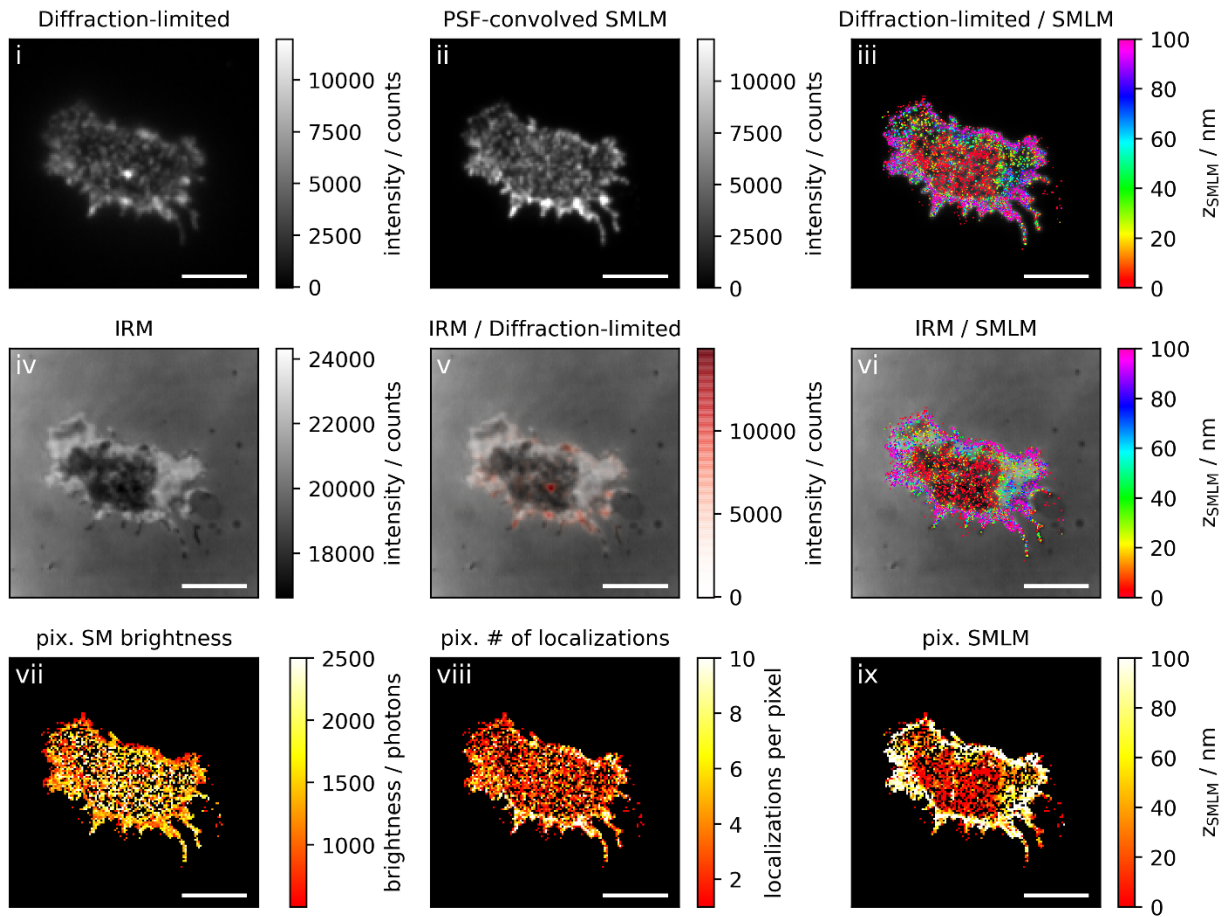 Diffraction-limited
PSF-convolved SMLM
Diffraction-limited / SMLM
i
10000
7500
5000
2500
0
intensity / counts
ii
10000
7500
5000
2500
0
intensity / counts
iii
100
80
60
40
20
0
zSMLM / nm
IRM
IRM / Diffraction-limited
IRM / SMLM
iv
24000
22000
20000
18000
intensity / counts
v
10000
5000
0
intensity / counts
vi
100
80
60
40
20
0
zSMLM / nm
pix. SM brightness
pix. # of localizations
pix. SMLM
vii
2500
2000
1500
1000
brightness / photons
viii
10
8
6
4
2
localizations per pixel
ix
100
80
60
40
20
0
zSMLM / nm